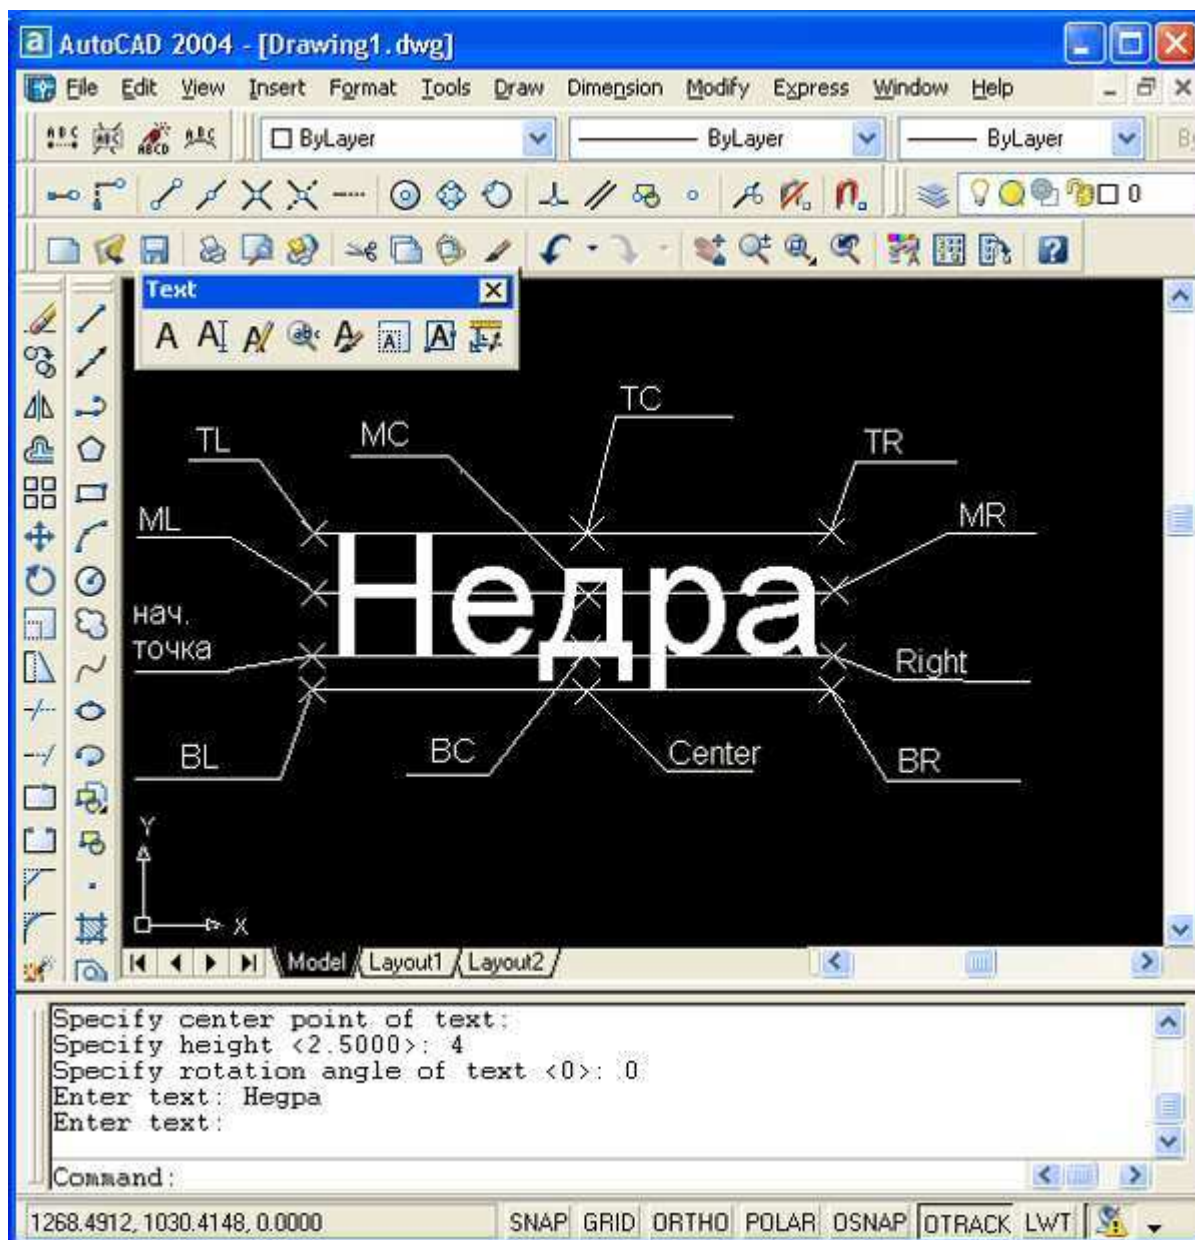 AutoCAD 2004 - [Drawing1.dwg]
File Edit View Insert Format Tools Draw Dimension Modify Express Window Help
ByLayer ByLayer ByLayer
0
Text
TC
TL MC TR
ML MR
Недра
нач.
точка
Right
BL BC Center BR
Y
X
Model Layout1 Layout2
Specify center point of text:
Specify height <2.5000>: 4
Specify rotation angle of text <0>: 0
Enter text: Недра
Enter text:
Command:
1268.4912, 1030.4148, 0.0000 SNAP GRID ORTHO POLAR OSNAP OTRACK LWT